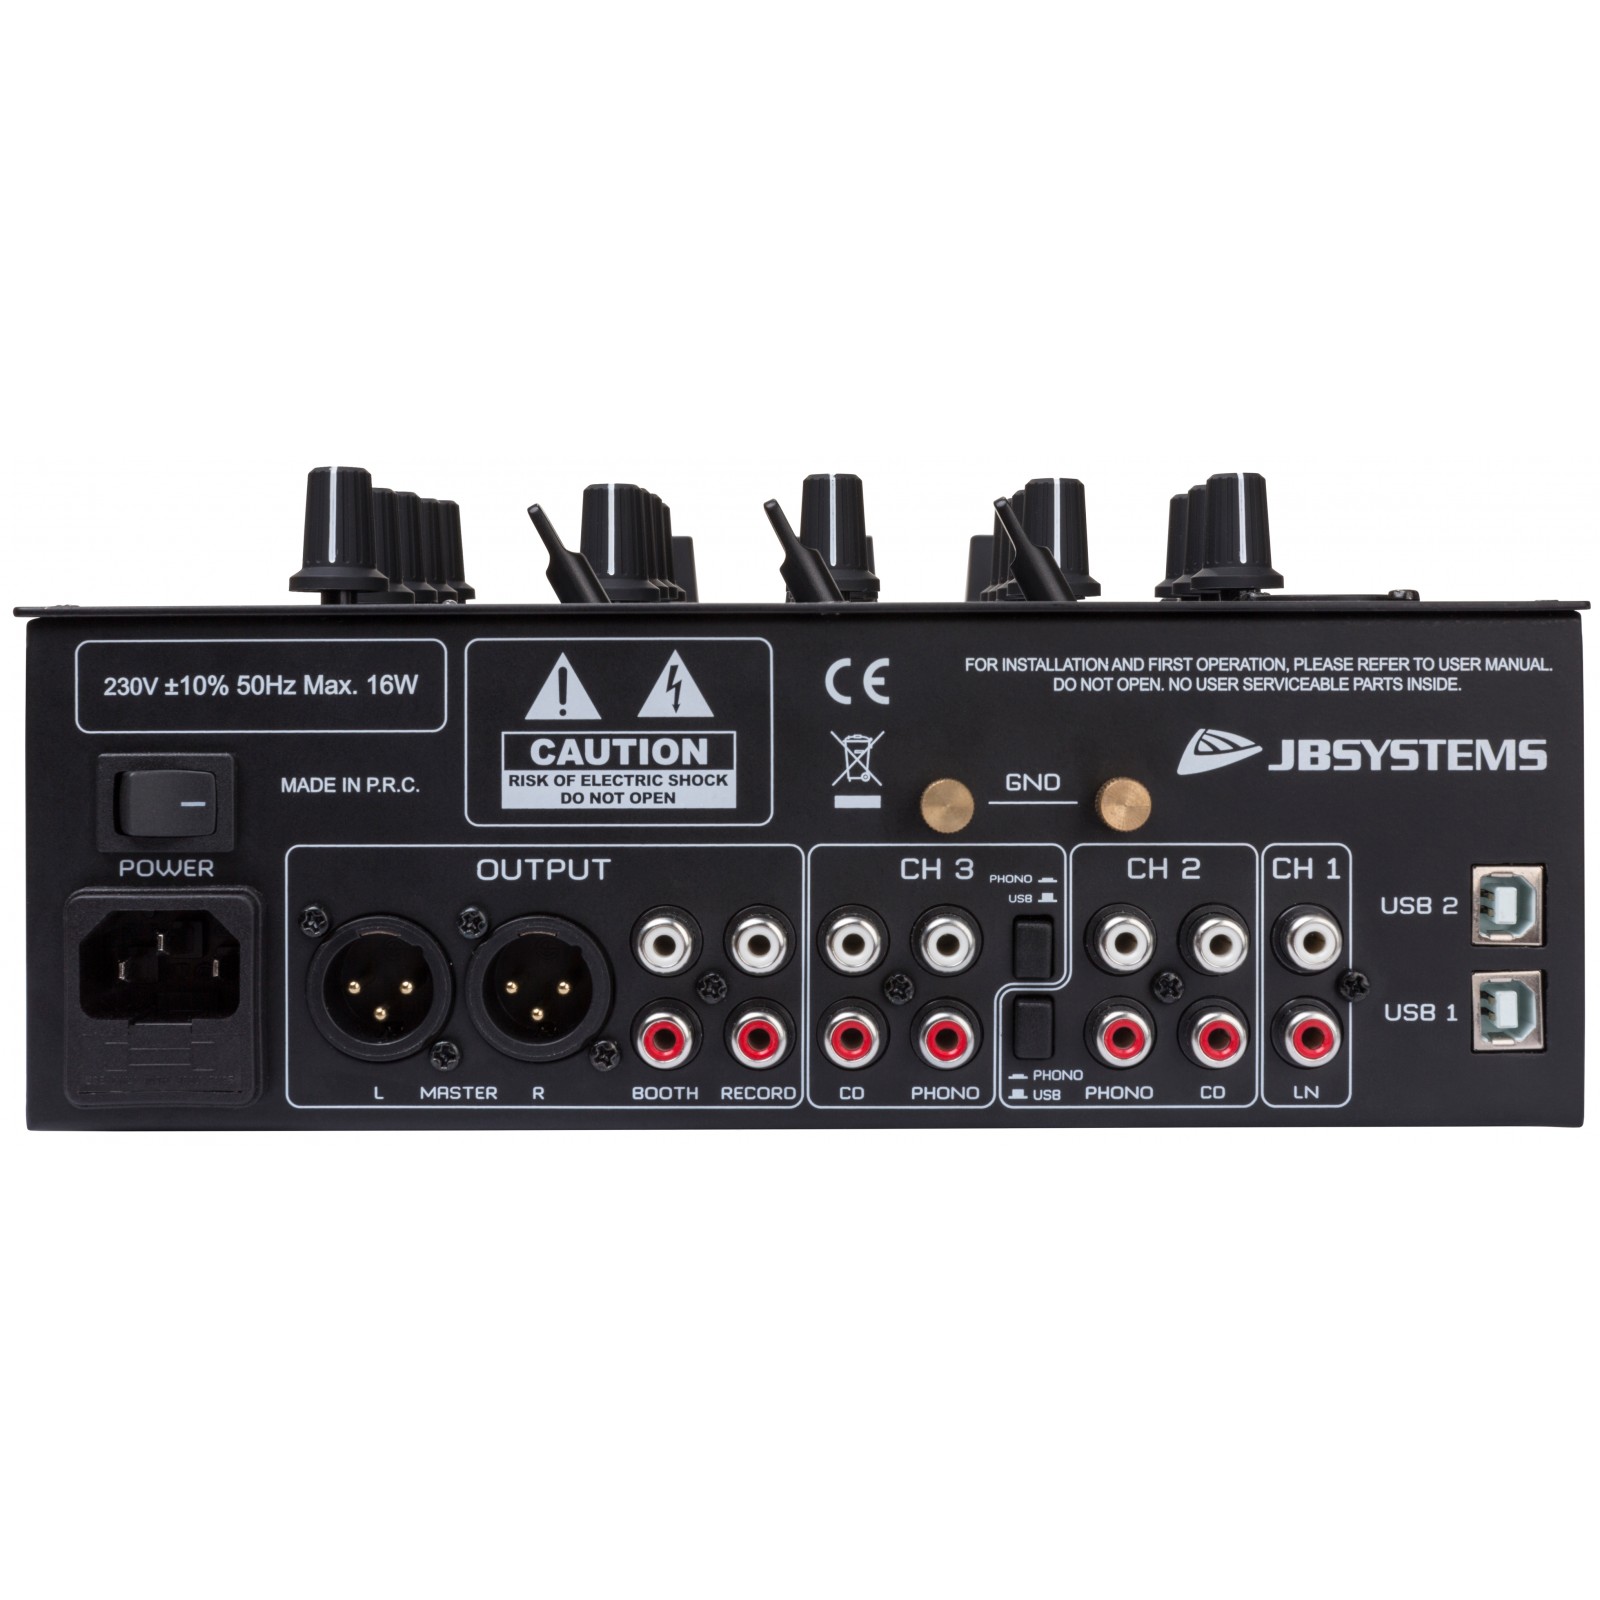 230V ±10% 50Hz Max. 16W
CAUTION
RISK OF ELECTRIC SHOCK
DO NOT OPEN
CE
FOR INSTALLATION AND FIRST OPERATION, PLEASE REFER TO USER MANUAL.
DO NOT OPEN. NO USER SERVICEABLE PARTS INSIDE.
JBSYSTEMS
MADE IN P.R.C.
GND
POWER
OUTPUT
CH 3
PHONO
USB
CH 2
CH 1
USB 2
USB 1
L MASTER R
BOOTH
RECORD
CD
PHONO
PHONO
USB
PHONO
CD
LN